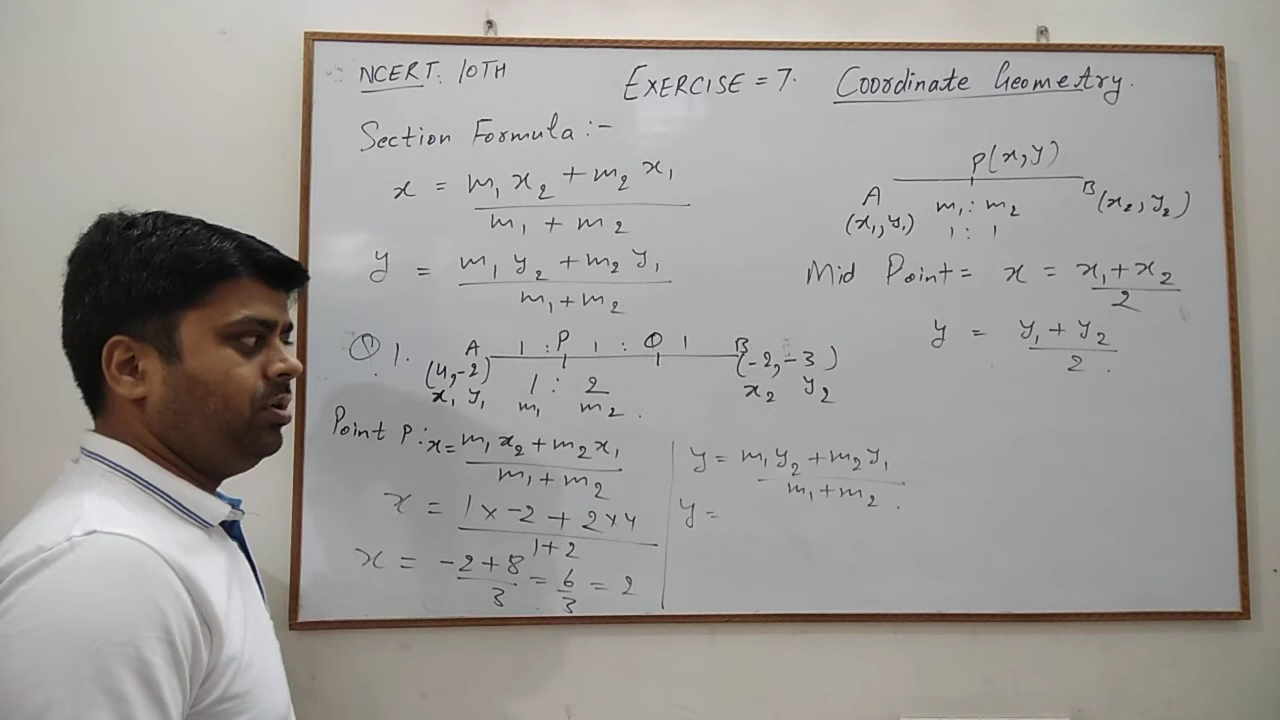 NCERT. 10TH
EXERCISE = 7. Coordinate Geometry.
Section Formula :-
x = m₁ x₂ + m₂ x₁
m₁ + m₂
y = m₁ y₂ + m₂ y₁
m₁ + m₂
P(x, y)
A B (x₂, y₂)
m₁ : m₂
(x₁, y₁) 1 : 1
Mid Point = x = x₁ + x₂
2
y = y₁ + y₂
2.
Q 1. A 1 : P 1 : Q 1 B
(4, -2) (-2, -3)
1 : 2
x₁ y₁ m₁ m₂. x₂ y₂
Point P: x = m₁ x₂ + m₂ x₁
m₁ + m₂
x = 1 × -2 + 2 × 4
1 + 2
x = -2 + 8 = 6 = 2
3 3
y = m₁ y₂ + m₂ y₁
m₁ + m₂.
y =